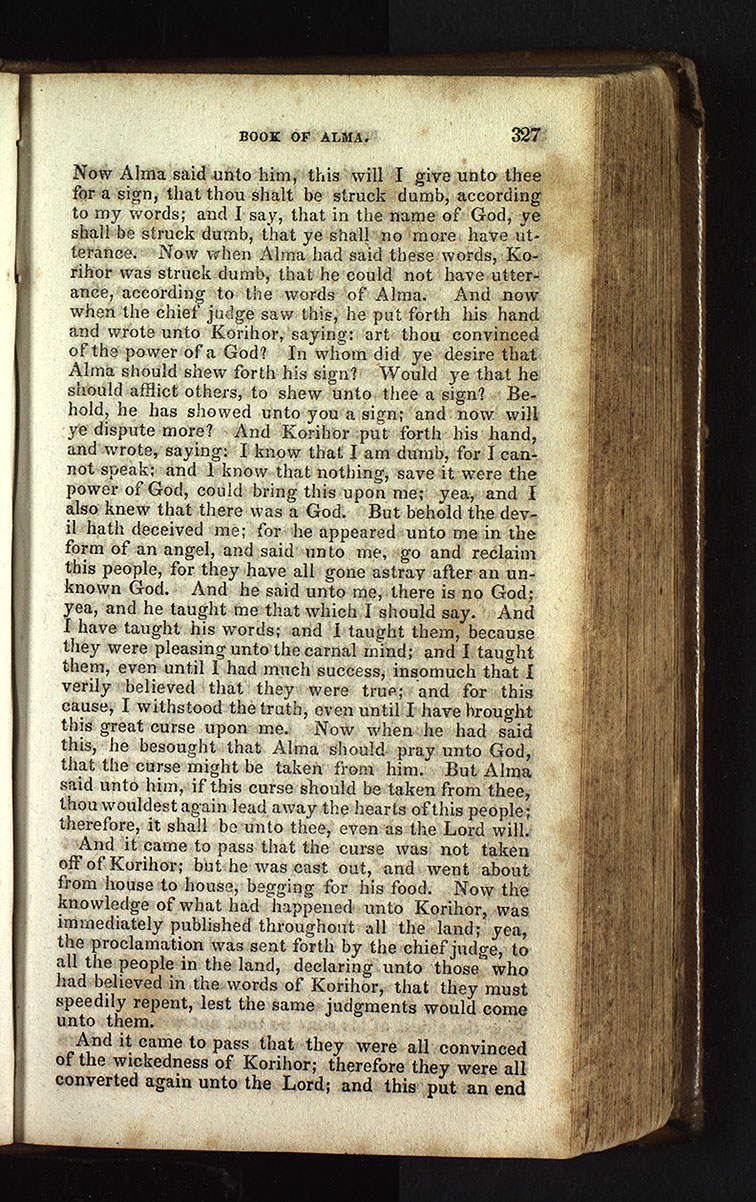 BOOK OF ALMA. 327
Now Alma said unto him, this will I give unto thee
for a sign, that thou shalt be struck dumb, according
to my words; and I say, that in the name of God, ye
shall be struck dumb, that ye shall no more have ut-
terance. Now when Alma had said these words, Ko-
rihor was struck dumb, that he could not have utter-
ance, according to the words of Alma. And now
when the chief judge saw this, he put forth his hand
and wrote unto Korihor, saying: art thou convinced
of the power of a God? In whom did ye desire that
Alma should shew forth his sign? Would ye that he
should afflict others, to shew unto thee a sign? Be-
hold, he has showed unto you a sign; and now will
ye dispute more? And Korihor put forth his hand,
and wrote, saying: I know that I am dumb, for I can-
not speak: and I know that nothing, save it were the
power of God, could bring this upon me; yea, and I
also knew that there was a God. But behold the dev-
il hath deceived me; for he appeared unto me in the
form of an angel, and said unto me, go and reclaim
this people, for they have all gone astray after an un-
known God. And he said unto me, there is no God;
yea, and he taught me that which I should say. And
I have taught his words; and I taught them, because
they were pleasing unto the carnal mind; and I taught
them, even until I had much success, insomuch that I
verily believed that they were true; and for this
cause, I withstood the truth, even until I have brought
this great curse upon me. Now when he had said
this, he besought that Alma should pray unto God,
that the curse might be taken from him. But Alma
said unto him, if this curse should be taken from thee,
thou wouldest again lead away the hearts of this people;
therefore, it shall be unto thee, even as the Lord will.
And it came to pass that the curse was not taken
off of Korihor; but he was cast out, and went about
from house to house, begging for his food. Now the
knowledge of what had happened unto Korihor, was
immediately published throughout all the land; yea,
the proclamation was sent forth by the chief judge, to
all the people in the land, declaring unto those who
had believed in the words of Korihor, that they must
speedily repent, lest the same judgments would come
unto them.
And it came to pass that they were all convinced
of the wickedness of Korihor; therefore they were all
converted again unto the Lord; and this put an end